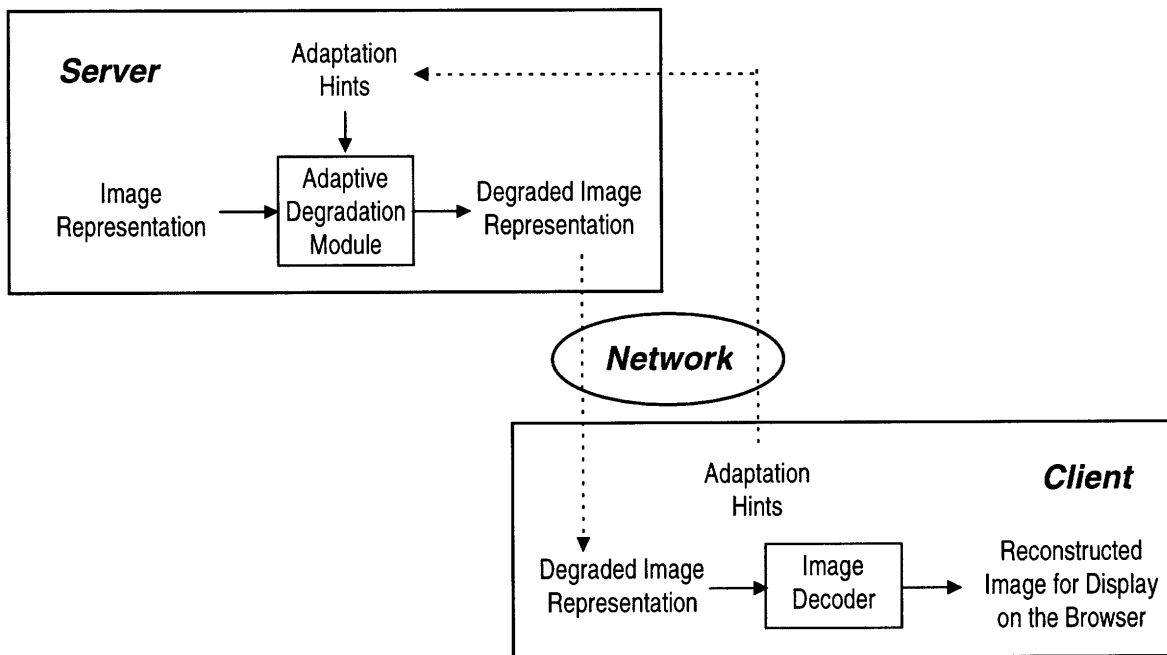 Server
Adaptation
Hints
Image
Representation
Adaptive
Degradation
Module
Degraded Image
Representation
Network
Adaptation
Hints
Client
Degraded Image
Representation
Image
Decoder
Reconstructed
Image for Display
on the Browser